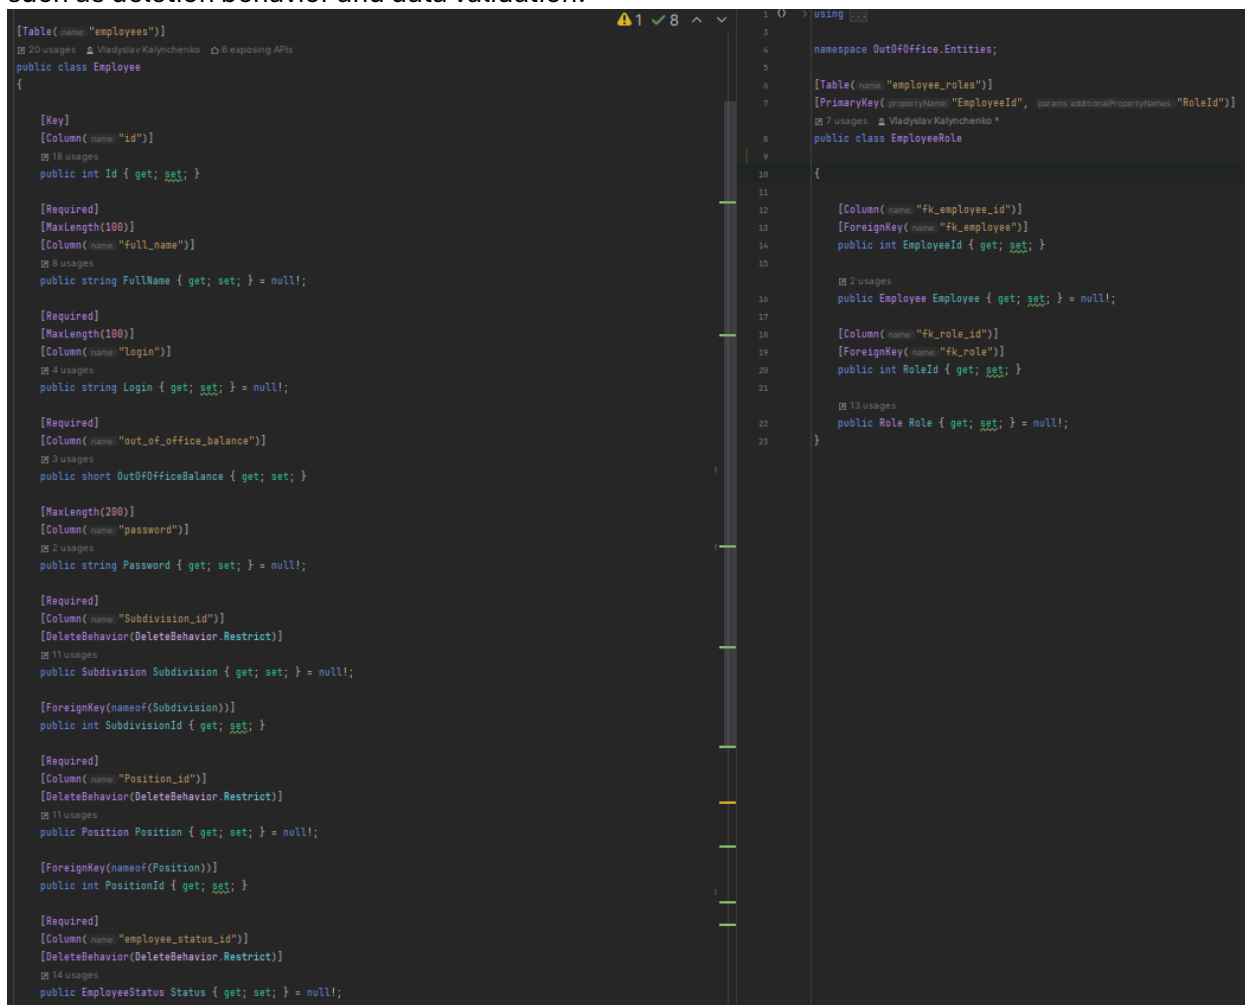 such as deletion behavior and data validation.
1 8
[Table( name: "employees")]
20 usages Vladyslav Kalynchenko 6 exposing APIs
public class Employee
{
[Key]
[Column( name: "id")]
18 usages
public int Id { get; set; }
[Required]
[MaxLength(100)]
[Column( name: "full_name")]
8 usages
public string FullName { get; set; } = null!;
[Required]
[MaxLength(100)]
[Column( name: "login")]
4 usages
public string Login { get; set; } = null!;
[Required]
[Column( name: "out_of_office_balance")]
3 usages
public short OutOfOfficeBalance { get; set; }
[MaxLength(200)]
[Column( name: "password")]
2 usages
public string Password { get; set; } = null!;
[Required]
[Column( name: "Subdivision_id")]
[DeleteBehavior(DeleteBehavior.Restrict)]
11 usages
public Subdivision Subdivision { get; set; } = null!;
[ForeignKey(nameof(Subdivision))]
public int SubdivisionId { get; set; }
[Required]
[Column( name: "Position_id")]
[DeleteBehavior(DeleteBehavior.Restrict)]
11 usages
public Position Position { get; set; } = null!;
[ForeignKey(nameof(Position))]
public int PositionId { get; set; }
[Required]
[Column( name: "employee_status_id")]
[DeleteBehavior(DeleteBehavior.Restrict)]
14 usages
public EmployeeStatus Status { get; set; } = null!;
1 {} > using ...
3
4 namespace OutOfOffice.Entities;
5
6 [Table( name: "employee_roles")]
7 [PrimaryKey( propertyName: "EmployeeId", params additionalPropertyNames: "RoleId")]
7 usages Vladyslav Kalynchenko *
8 public class EmployeeRole
9
10 {
11
12 [Column( name: "fk_employee_id")]
13 [ForeignKey( name: "fk_employee")]
14 public int EmployeeId { get; set; }
15
2 usages
16 public Employee Employee { get; set; } = null!;
17
18 [Column( name: "fk_role_id")]
19 [ForeignKey( name: "fk_role")]
20 public int RoleId { get; set; }
21
13 usages
22 public Role Role { get; set; } = null!;
23 }